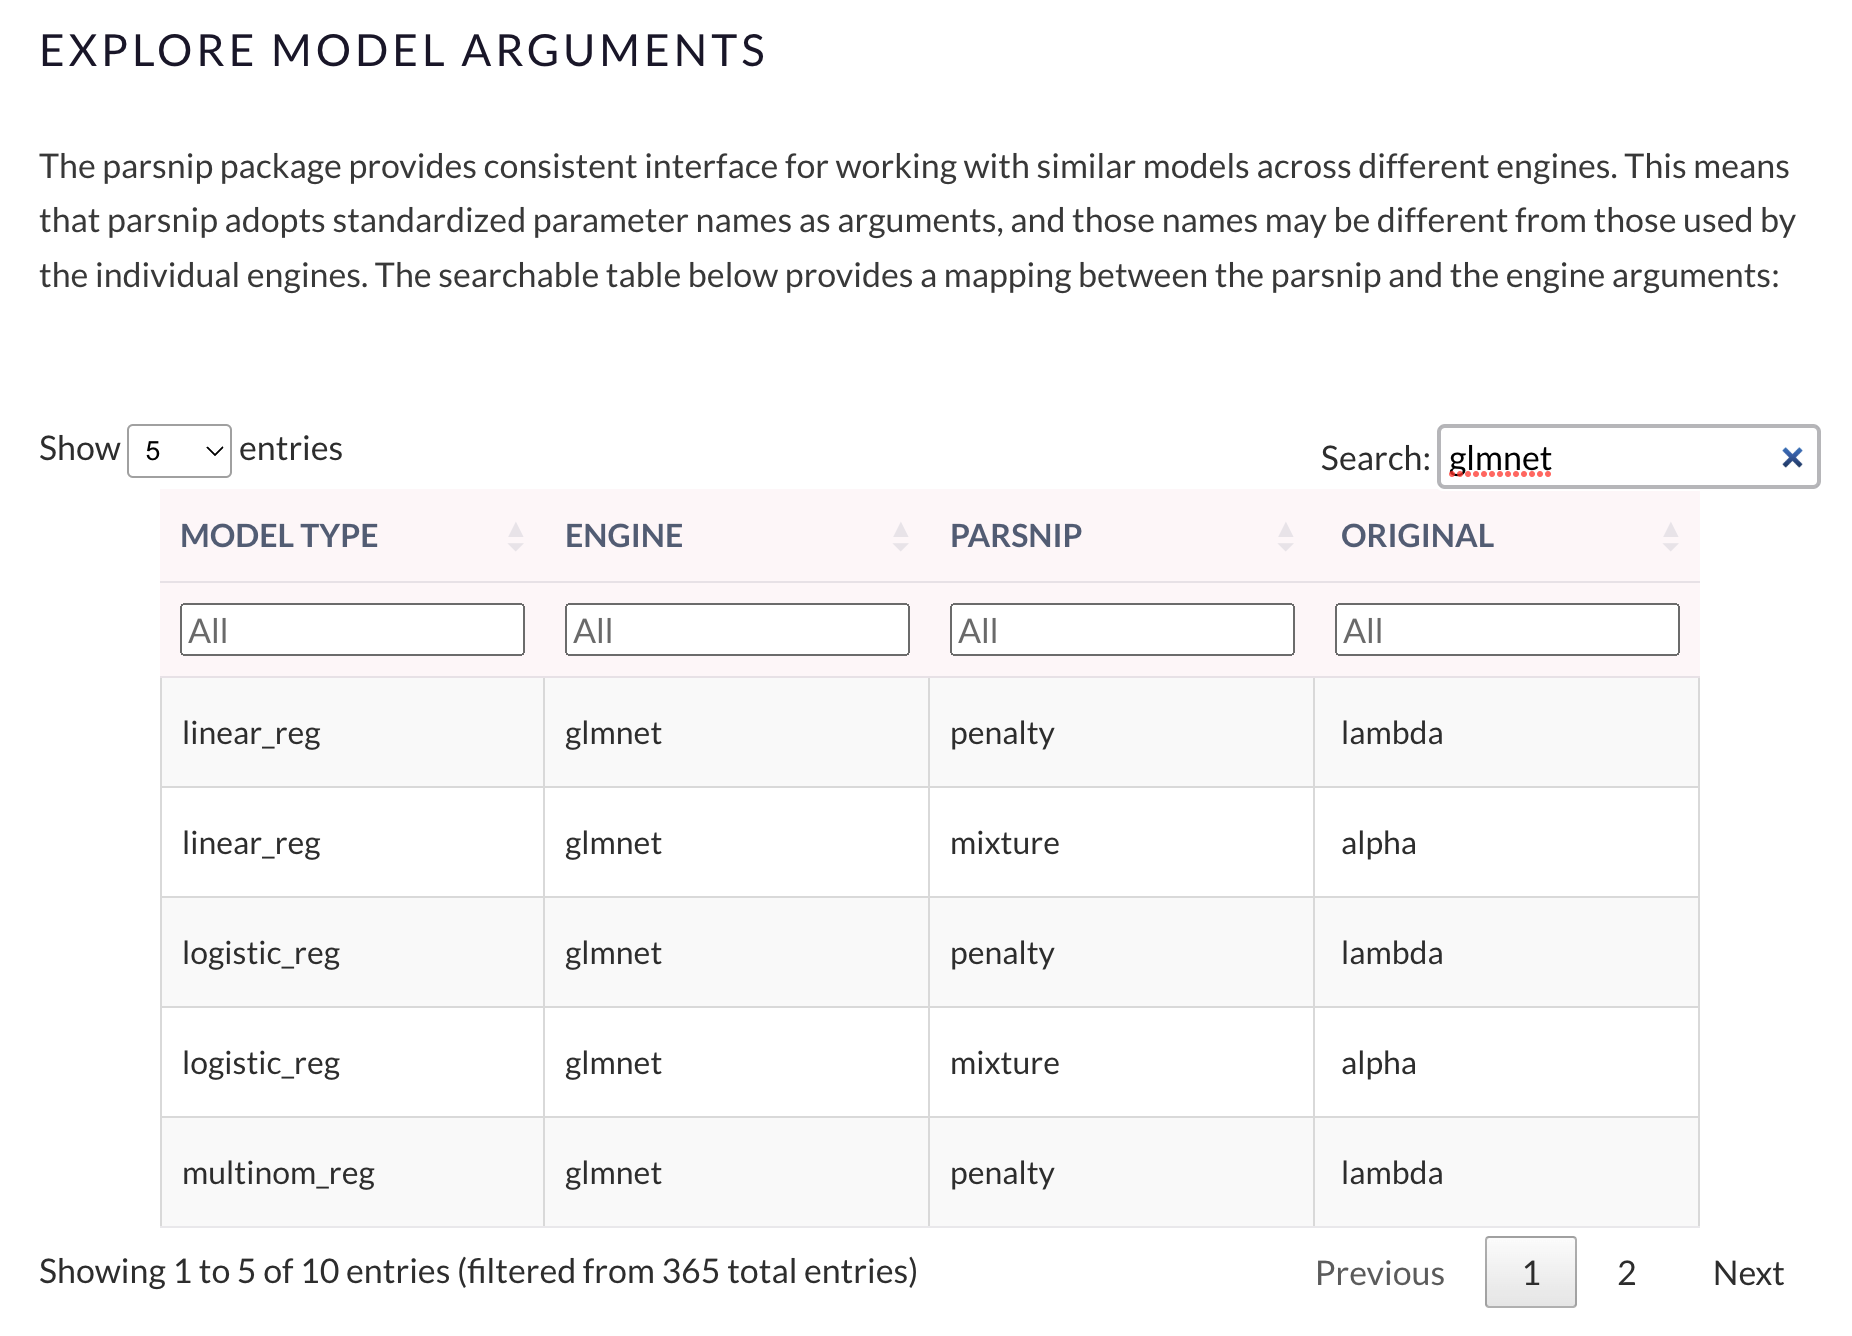 EXPLORE MODEL ARGUMENTS
The parsnip package provides consistent interface for working with similar models across different engines. This means
that parsnip adopts standardized parameter names as arguments, and those names may be different from those used by
the individual engines. The searchable table below provides a mapping between the parsnip and the engine arguments:
Show 5 entries Search: glmnet
MODEL TYPE ENGINE PARSNIP ORIGINAL
All All All All
linear_reg glmnet penalty lambda
linear_reg glmnet mixture alpha
logistic_reg glmnet penalty lambda
logistic_reg glmnet mixture alpha
multinom_reg glmnet penalty lambda
Showing 1 to 5 of 10 entries (filtered from 365 total entries) Previous 1 2 Next